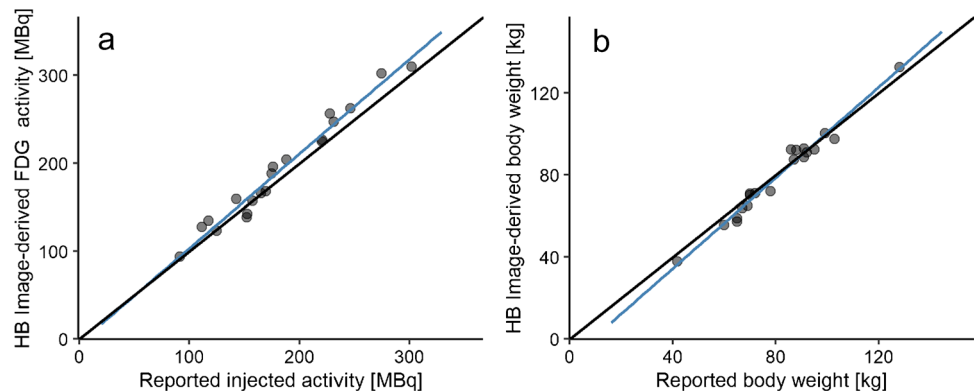 a
HB Image-derived FDG activity [MBq]
300
200
100
0
0 100 200 300
Reported injected activity [MBq]
b
HB Image-derived body weight [kg]
120
80
40
0
0 40 80 120
Reported body weight [kg]